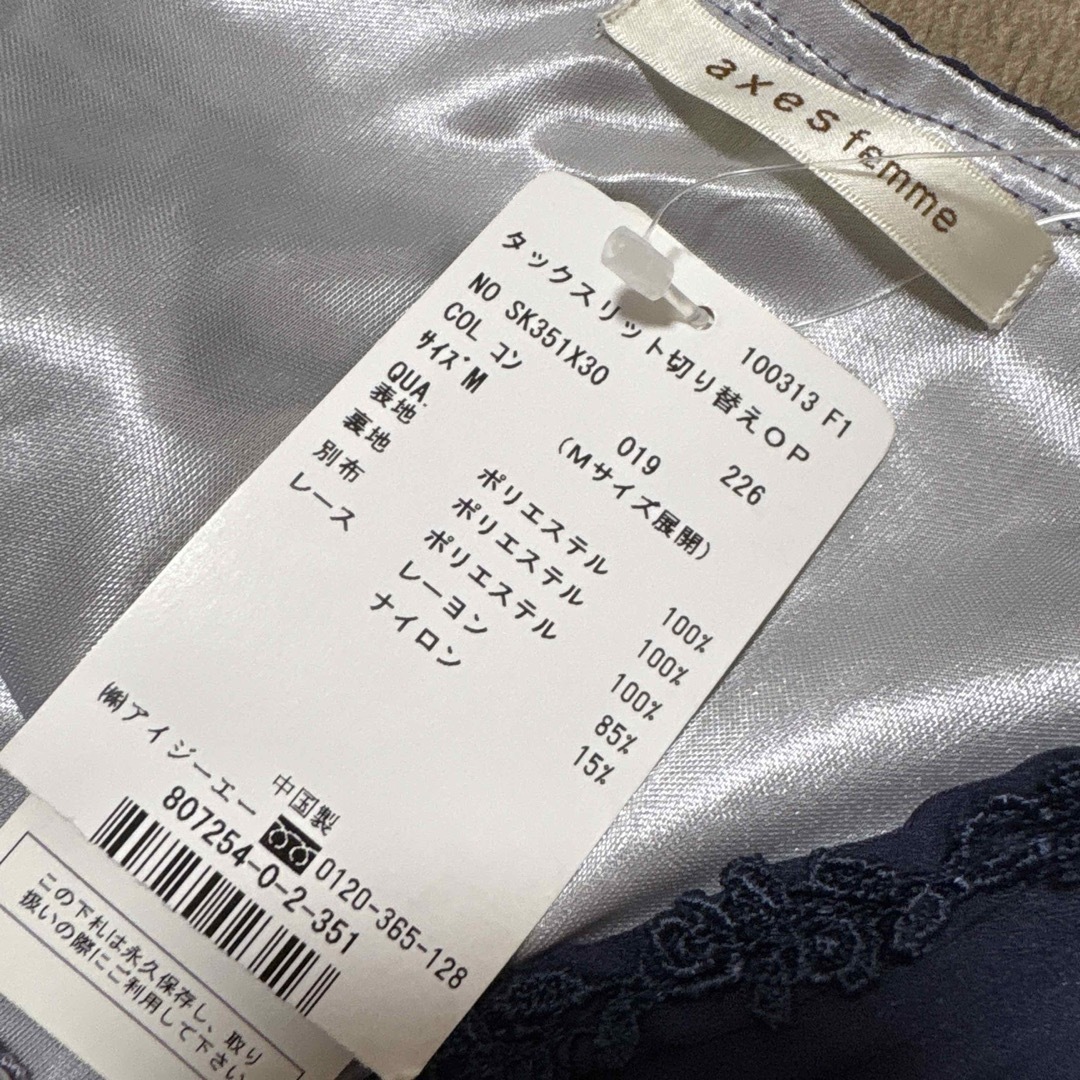 axes femme
100313 F1
タックスリット切り替えOP
NO SK351X30 019 226
COL コン (Mサイズ展開)
ｻｲｽﾞ M
QUA.
表地 ポリエステル 100%
裏地 ポリエステル 100%
別布 ポリエステル 100%
レース レーヨン 85%
ナイロン 15%
中国製
㈱アイジーエー 0120-365-128
807254-0-2-351
この下札は永久保存し、取り
扱いの際にご利用して下さい